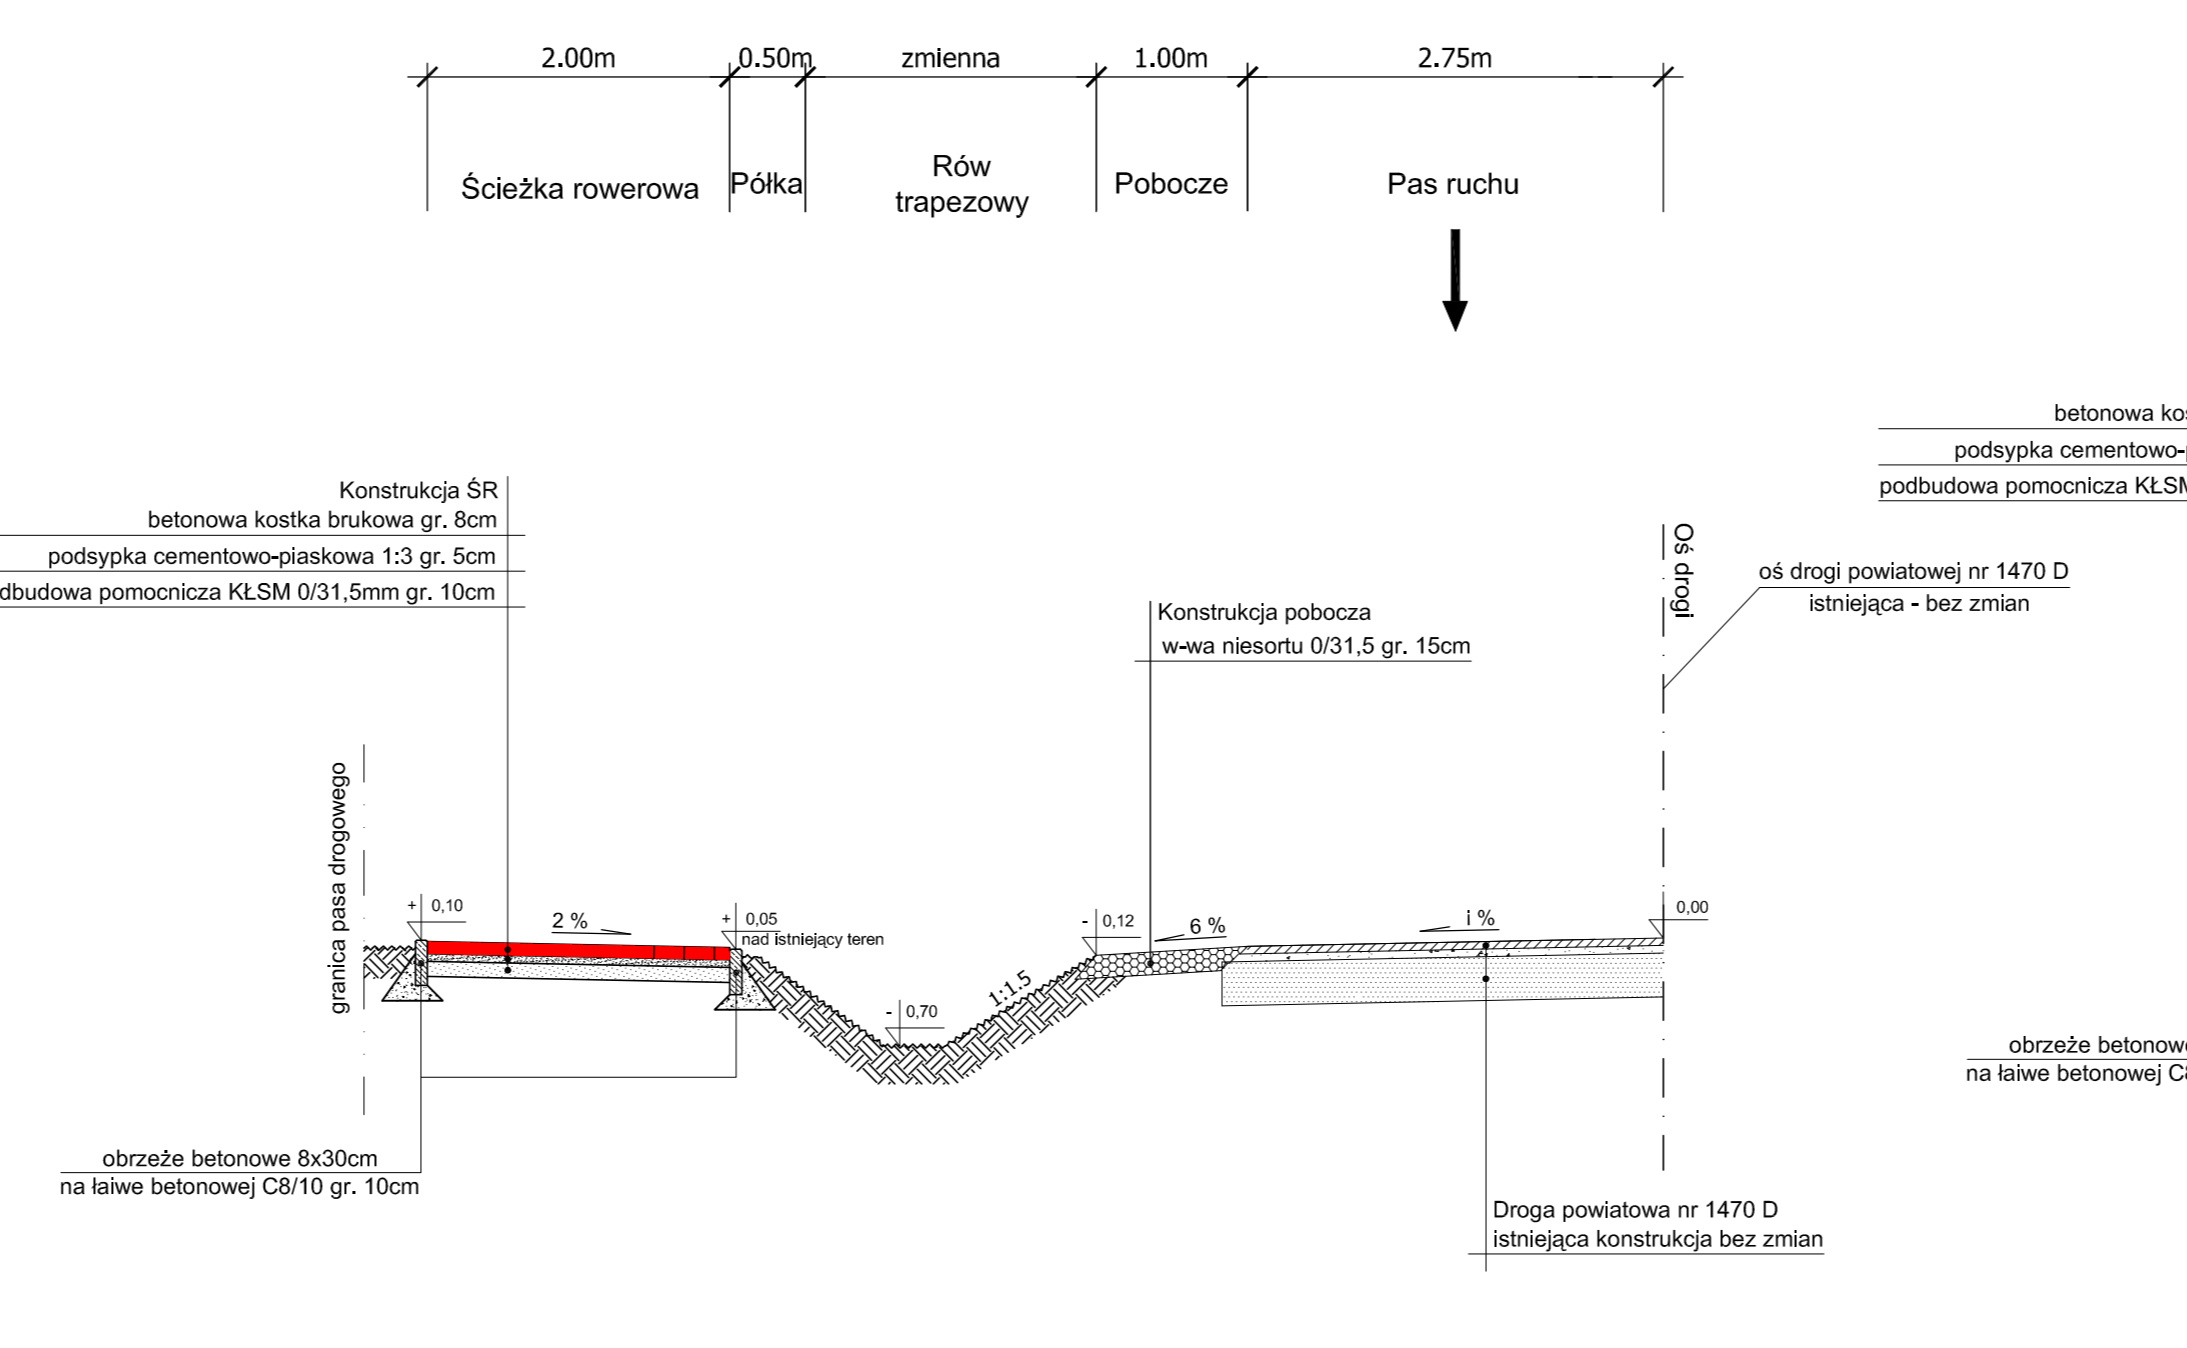 2.00m
0.50m
zmienna
1.00m
2.75m
Ścieżka rowerowa
Półka
Rów
trapezowy
Pobocze
Pas ruchu
betonowa kos
podsypka cementowo-p
podbudowa pomocnicza KŁSM
Konstrukcja ŚR
betonowa kostka brukowa gr. 8cm
podsypka cementowo-piaskowa 1:3 gr. 5cm
dbudowa pomocnicza KŁSM 0/31,5mm gr. 10cm
Oś drogi
oś drogi powiatowej nr 1470 D
istniejąca - bez zmian
Konstrukcja pobocza
w-wa niesortu 0/31,5 gr. 15cm
granica pasa drogowego
+ 0,10
2 %
+ 0,05
nad istniejący teren
- 0,12
6 %
i %
0,00
- 0,70
1:1.5
obrzeże betonowe
na łaiwe betonowej C8
obrzeże betonowe 8x30cm
na łaiwe betonowej C8/10 gr. 10cm
Droga powiatowa nr 1470 D
istniejąca konstrukcja bez zmian